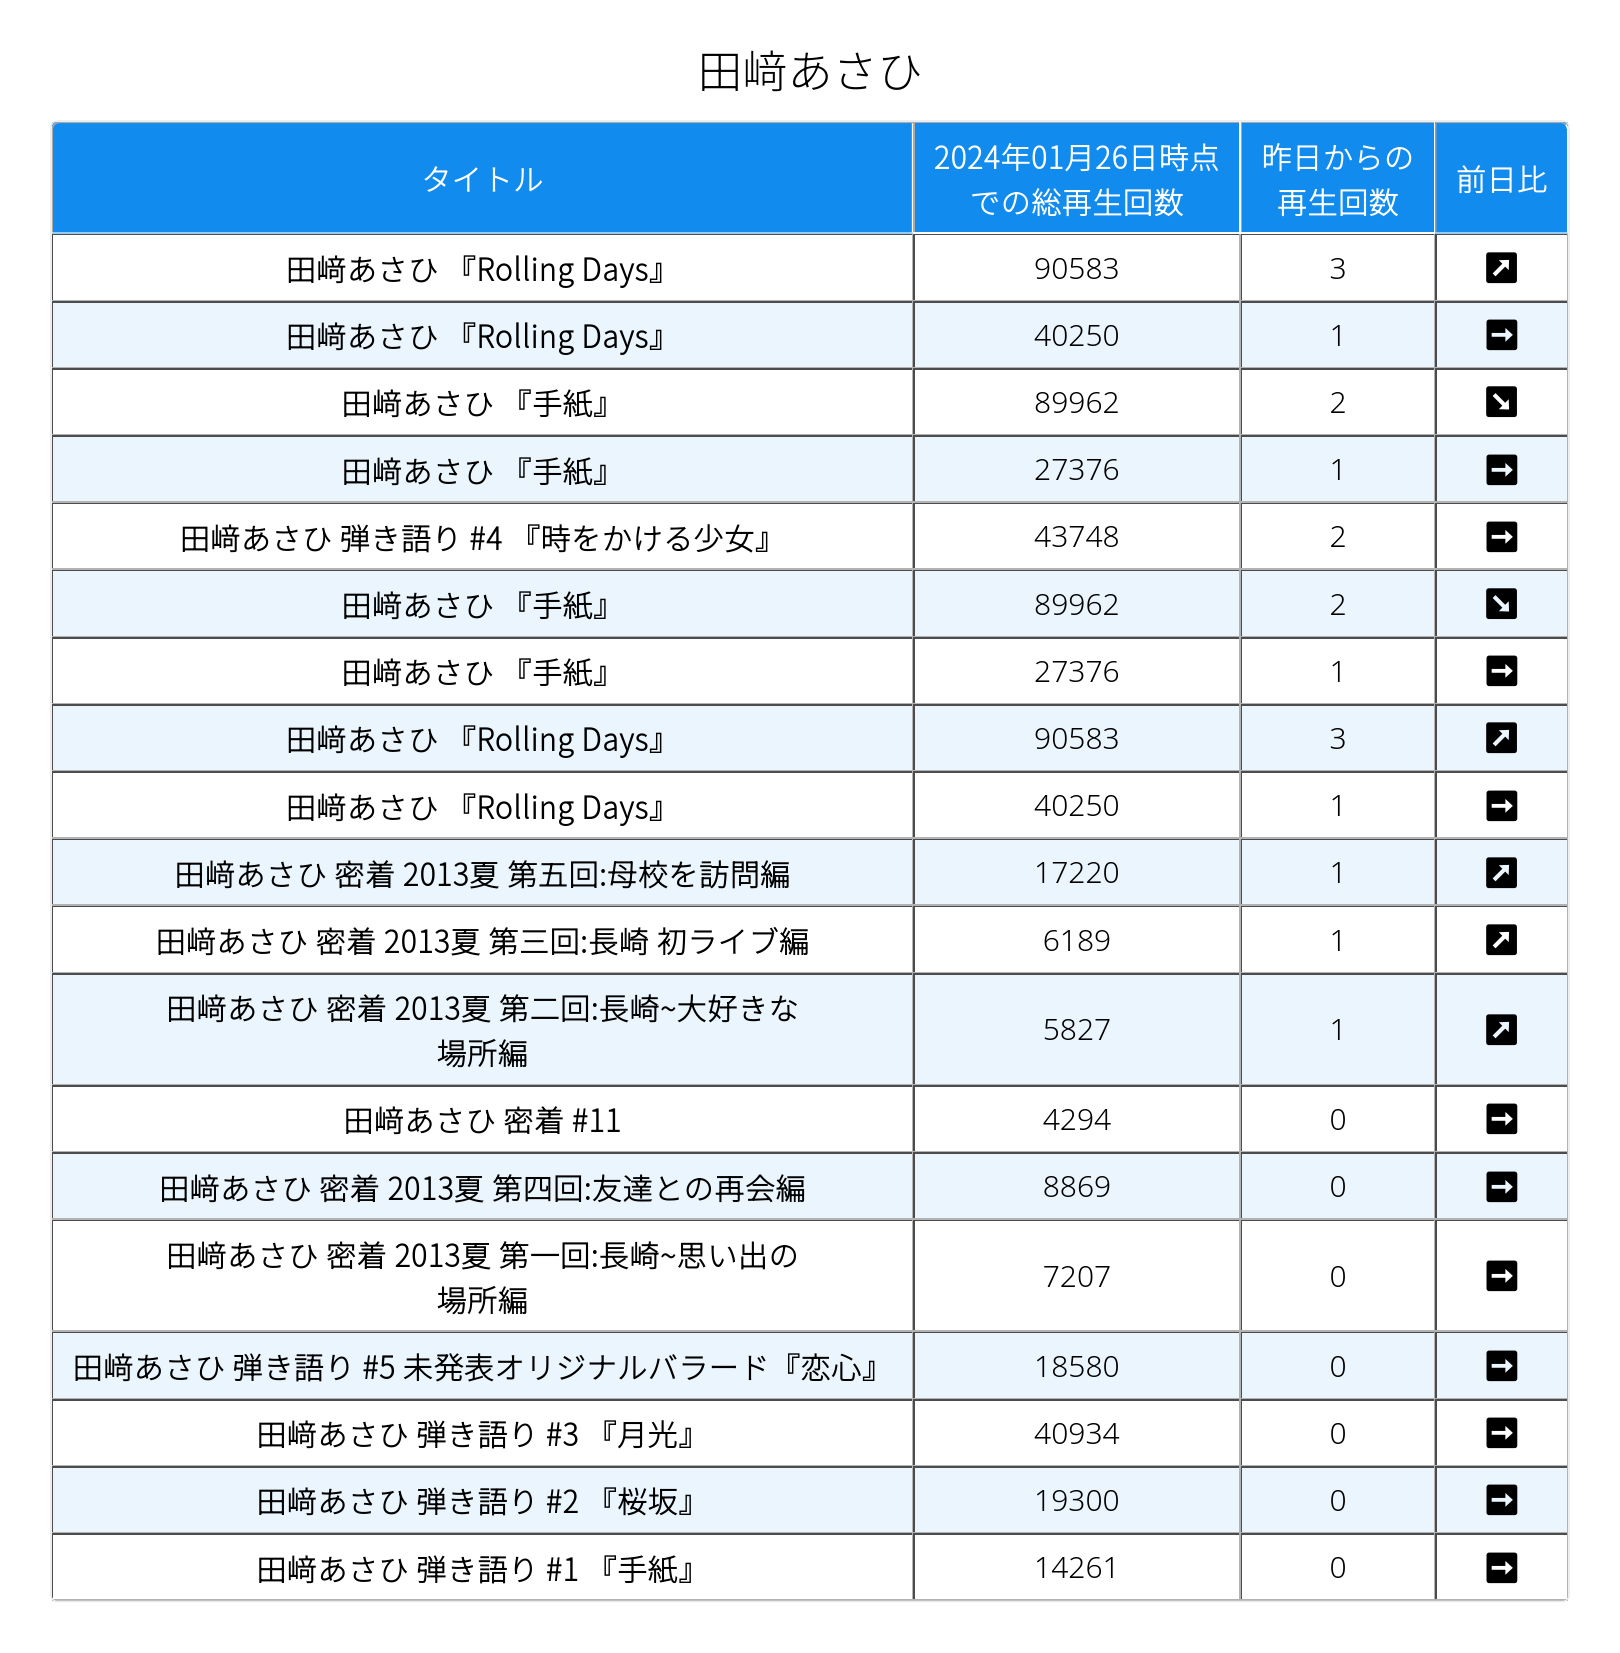 田﨑あさひ
タイトル 2024年01月26日時点 昨日からの 前日比
での総再生回数 再生回数
田﨑あさひ 『Rolling Days』 90583 3 ↗
田﨑あさひ 『Rolling Days』 40250 1 →
田﨑あさひ 『手紙』 89962 2 ↘
田﨑あさひ 『手紙』 27376 1 →
田﨑あさひ 弾き語り #4 『時をかける少女』 43748 2 →
田﨑あさひ 『手紙』 89962 2 ↘
田﨑あさひ 『手紙』 27376 1 →
田﨑あさひ 『Rolling Days』 90583 3 ↗
田﨑あさひ 『Rolling Days』 40250 1 →
田﨑あさひ 密着 2013夏 第五回:母校を訪問編 17220 1 ↗
田﨑あさひ 密着 2013夏 第三回:長崎 初ライブ編 6189 1 ↗
田﨑あさひ 密着 2013夏 第二回:長崎~大好きな
場所編 5827 1 ↗
田﨑あさひ 密着 #11 4294 0 →
田﨑あさひ 密着 2013夏 第四回:友達との再会編 8869 0 →
田﨑あさひ 密着 2013夏 第一回:長崎~思い出の
場所編 7207 0 →
田﨑あさひ 弾き語り #5 未発表オリジナルバラード『恋心』 18580 0 →
田﨑あさひ 弾き語り #3 『月光』 40934 0 →
田﨑あさひ 弾き語り #2 『桜坂』 19300 0 →
田﨑あさひ 弾き語り #1 『手紙』 14261 0 →